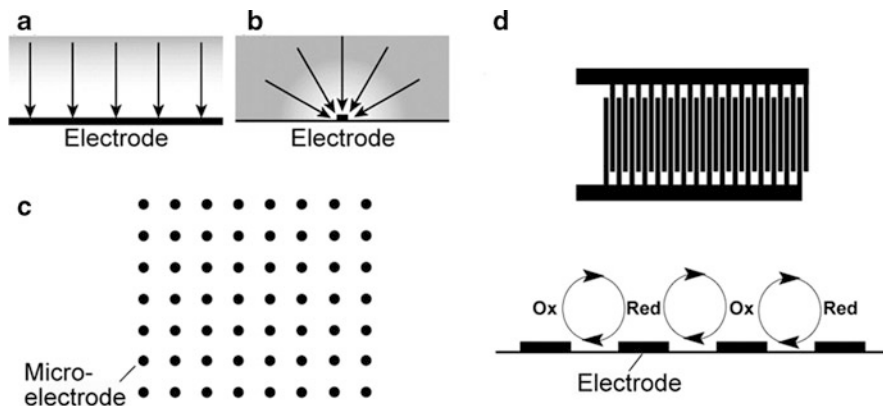 a
Electrode
b
Electrode
c
Micro-
electrode
d
Ox Red Ox Red
Electrode